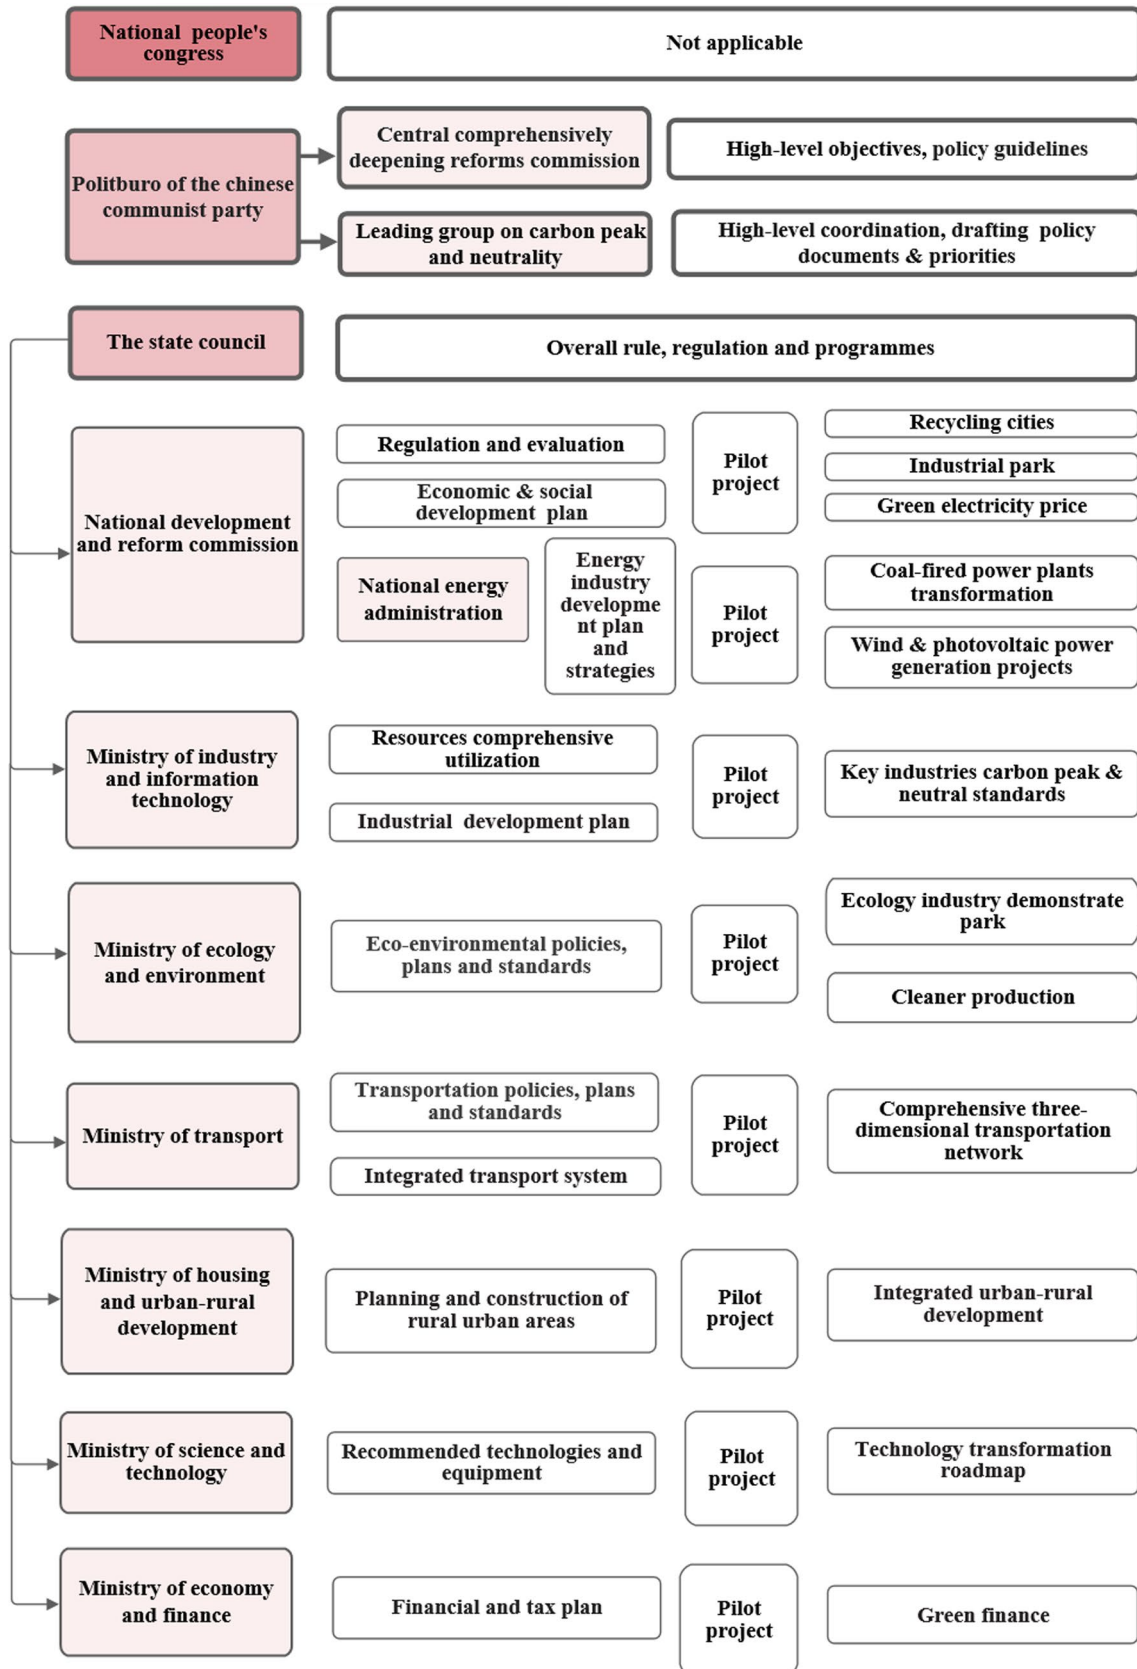 National people's
congress
Not applicable
Politburo of the chinese
communist party
Central comprehensively
deepening reforms commission
High-level objectives, policy guidelines
Leading group on carbon peak
and neutrality
High-level coordination, drafting policy
documents & priorities
The state council
Overall rule, regulation and programmes
National development
and reform commission
Regulation and evaluation
Economic & social
development plan
Pilot
project
Recycling cities
Industrial park
Green electricity price
National energy
administration
Energy
industry
developme
nt plan
and
strategies
Pilot
project
Coal-fired power plants
transformation
Wind & photovoltaic power
generation projects
Ministry of industry
and information
technology
Resources comprehensive
utilization
Industrial development plan
Pilot
project
Key industries carbon peak &
neutral standards
Ministry of ecology
and environment
Eco-environmental policies,
plans and standards
Pilot
project
Ecology industry demonstrate
park
Cleaner production
Ministry of transport
Transportation policies, plans
and standards
Integrated transport system
Pilot
project
Comprehensive three-
dimensional transportation
network
Ministry of housing
and urban-rural
development
Planning and construction of
rural urban areas
Pilot
project
Integrated urban-rural
development
Ministry of science and
technology
Recommended technologies and
equipment
Pilot
project
Technology transformation
roadmap
Ministry of economy
and finance
Financial and tax plan
Pilot
project
Green finance